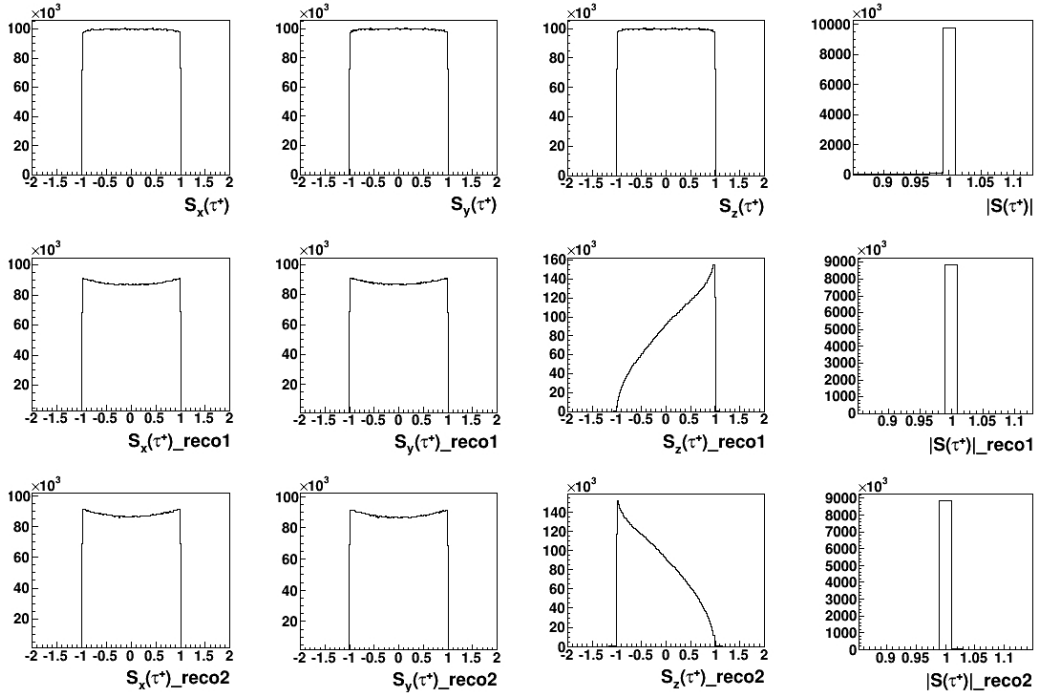 ×10³ ×10³ ×10³ ×10³
100 100 100 10000
80 80 80 8000
60 60 60 6000
40 40 40 4000
20 20 20 2000
0 0 0 0
-2 -1.5 -1 -0.5 0 0.5 1 1.5 2 -2 -1.5 -1 -0.5 0 0.5 1 1.5 2 -2 -1.5 -1 -0.5 0 0.5 1 1.5 2 0.9 0.95 1 1.05 1.1
Sx(τ⁺) Sy(τ⁺) Sz(τ⁺) |S(τ⁺)|
×10³ ×10³ ×10³ ×10³
100 100 160 9000
80 80 140 8000
60 60 120 7000
40 40 100 6000
20 20 80 5000
60 4000
40 3000
20 2000
0 1000
0
-2 -1.5 -1 -0.5 0 0.5 1 1.5 2 -2 -1.5 -1 -0.5 0 0.5 1 1.5 2 -2 -1.5 -1 -0.5 0 0.5 1 1.5 2 0.9 0.95 1 1.05 1.1
Sx(τ⁺)_reco1 Sy(τ⁺)_reco1 Sz(τ⁺)_reco1 |S(τ⁺)|_reco1
×10³ ×10³ ×10³ ×10³
100 100 140 9000
80 80 120 8000
60 60 100 7000
40 40 80 6000
20 20 60 5000
40 4000
20 3000
0 2000
1000
0
-2 -1.5 -1 -0.5 0 0.5 1 1.5 2 -2 -1.5 -1 -0.5 0 0.5 1 1.5 2 -2 -1.5 -1 -0.5 0 0.5 1 1.5 2 0.9 0.95 1 1.05 1.1
Sx(τ⁺)_reco2 Sy(τ⁺)_reco2 Sz(τ⁺)_reco2 |S(τ⁺)|_reco2